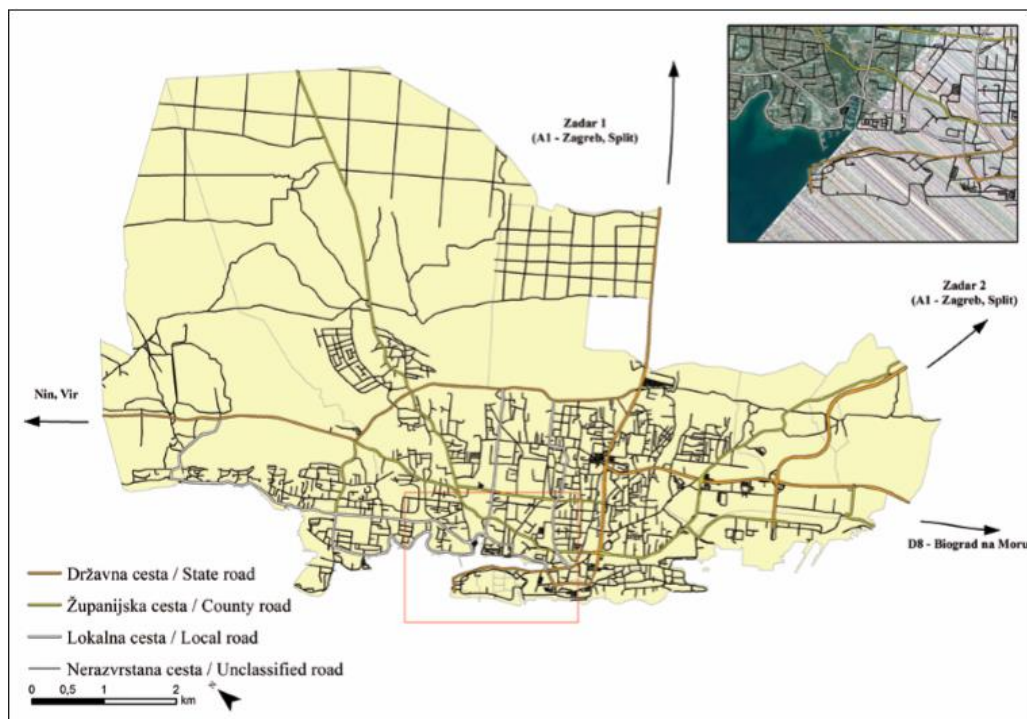 Zadar 1
(A1 - Zagreb, Split)
Zadar 2
(A1 - Zagreb, Split)
Nin, Vir
D8 - Biograd na Moru
Državna cesta / State road
Županijska cesta / County road
Lokalna cesta / Local road
Nerazvrstana cesta / Unclassified road
0 0,5 1 2
km